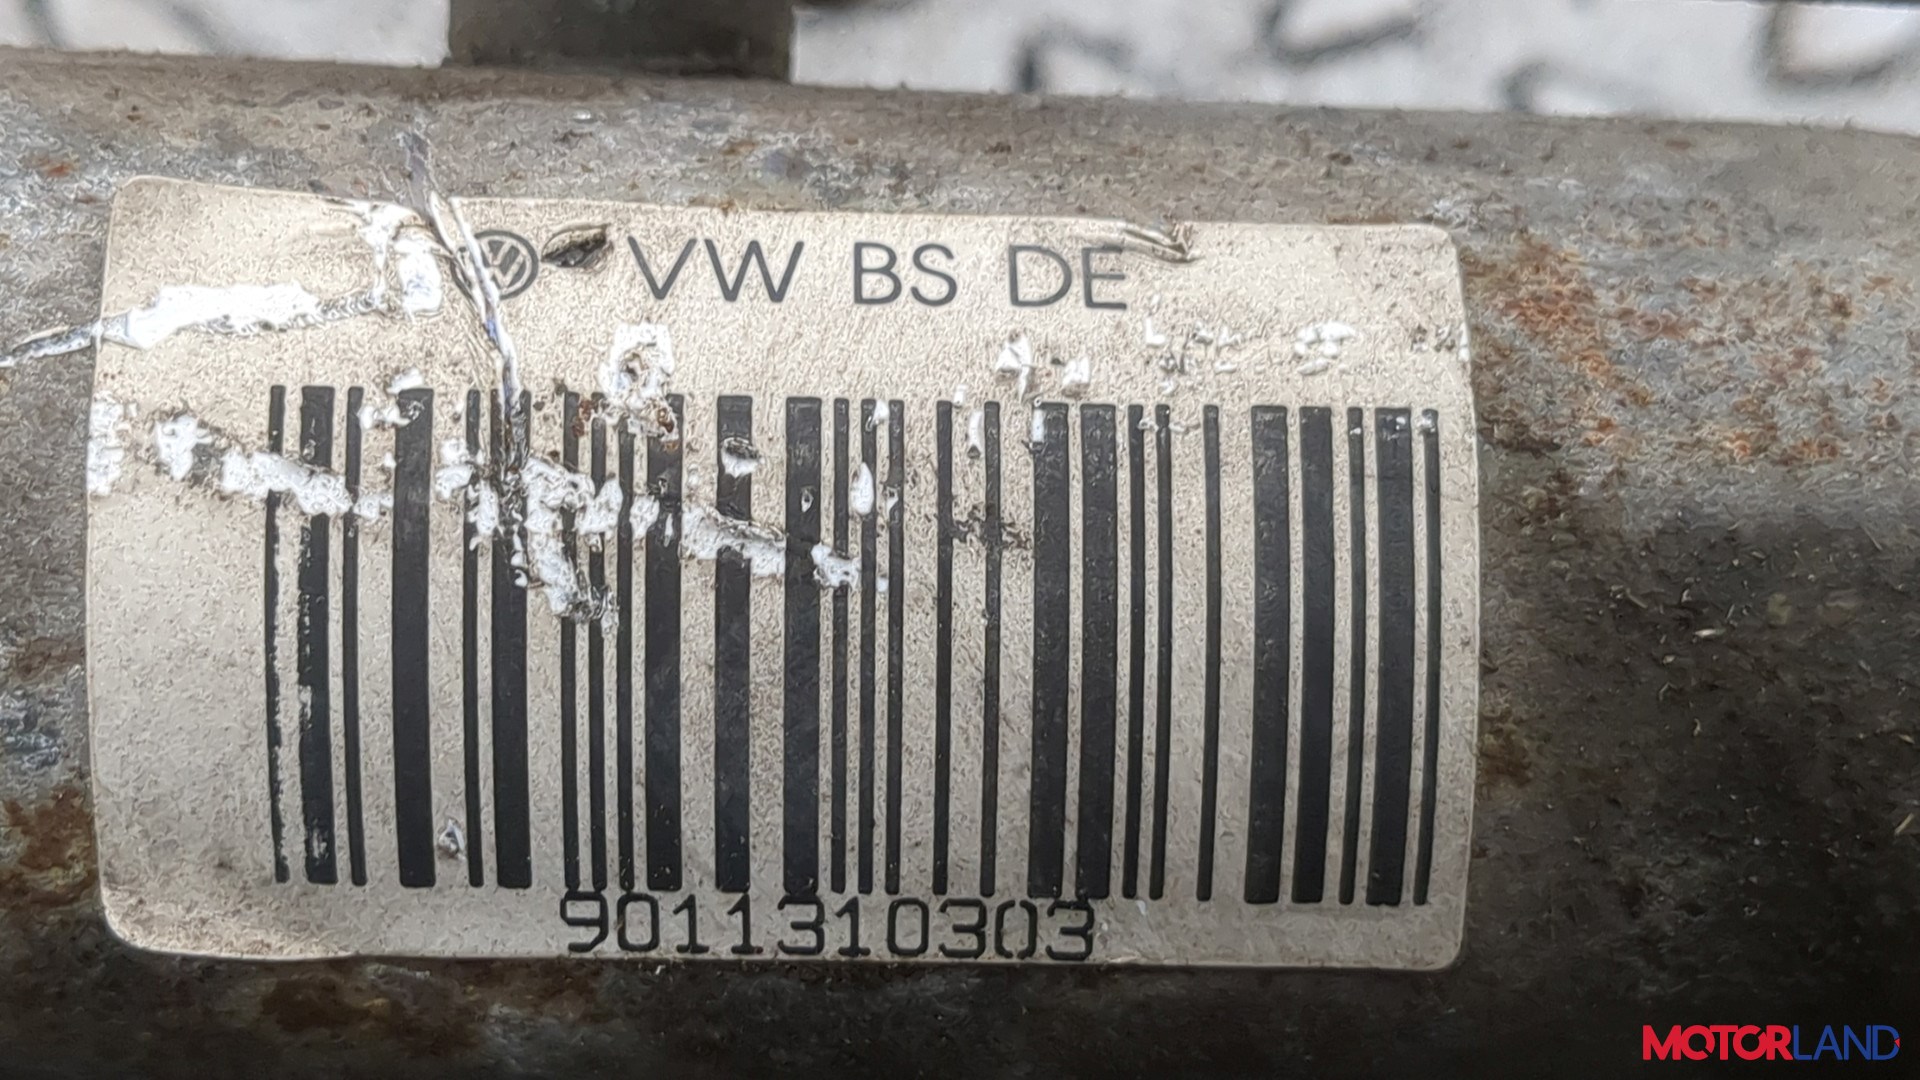 VW BS DE
9011310303
MOTORLAND